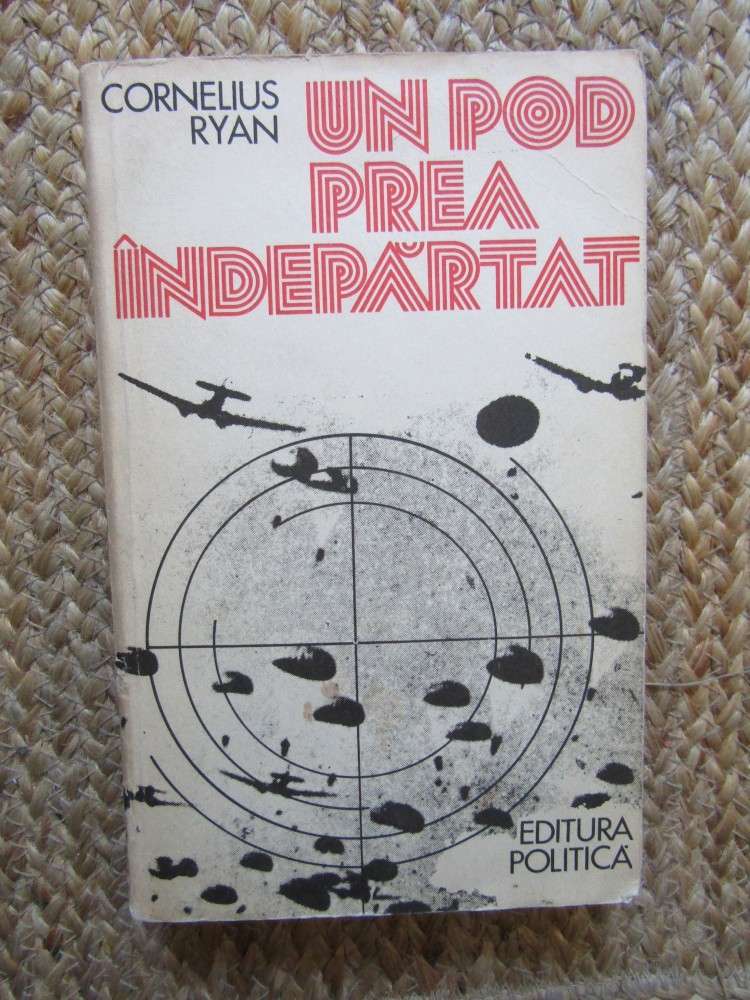 CORNELIUS
RYAN
UN POD
PREA
ÎNDEPĂRTAT
EDITURA
POLITICĂ